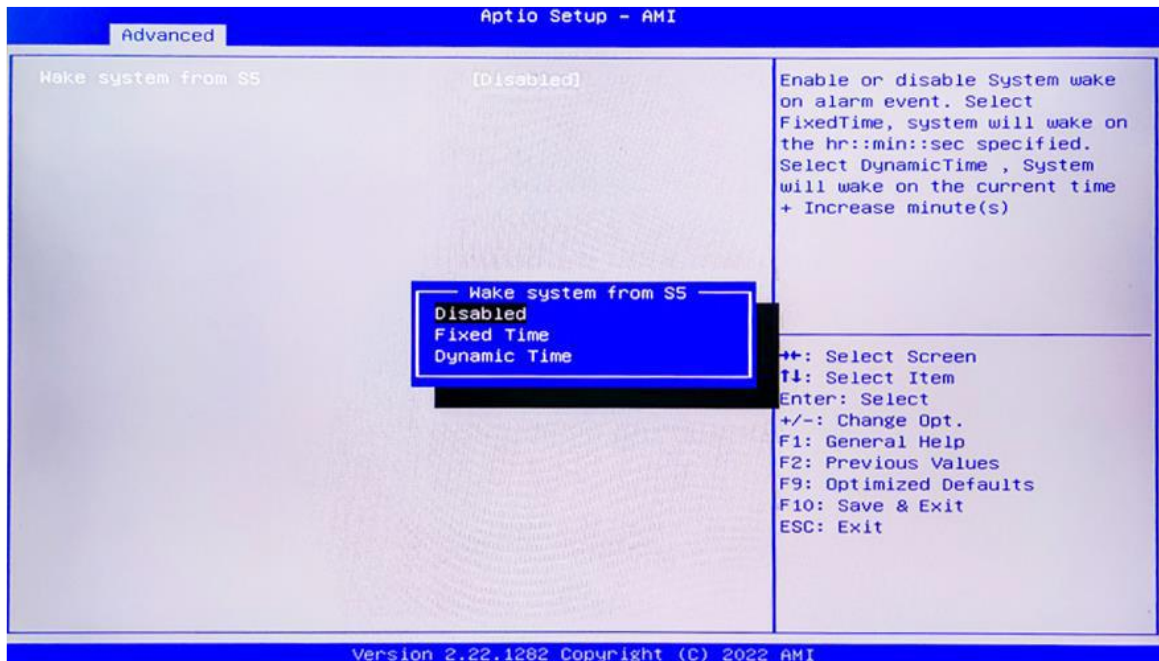 Aptio Setup – AMI
Advanced
Wake system from S5 [Disabled]
Enable or disable System wake
on alarm event. Select
FixedTime, system will wake on
the hr::min::sec specified.
Select DynamicTime , System
will wake on the current time
+ Increase minute(s)
Wake system from S5
Disabled
Fixed Time
Dynamic Time
→←: Select Screen
↑↓: Select Item
Enter: Select
+/-: Change Opt.
F1: General Help
F2: Previous Values
F9: Optimized Defaults
F10: Save & Exit
ESC: Exit
Version 2.22.1282 Copyright (C) 2022 AMI